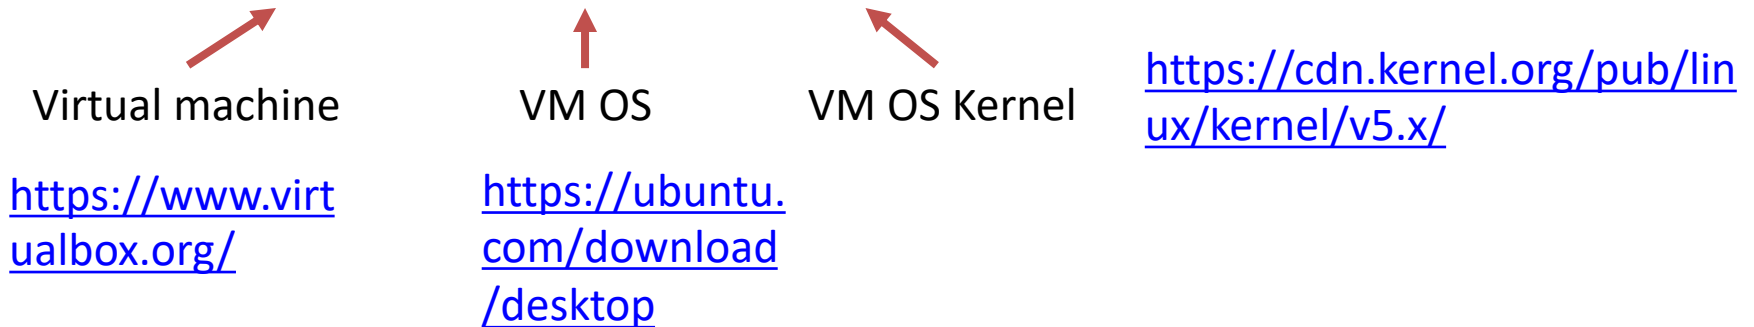 Virtual machine
https://www.virt
ualbox.org/
VM OS
https://ubuntu.
com/download
/desktop
VM OS Kernel
https://cdn.kernel.org/pub/lin
ux/kernel/v5.x/